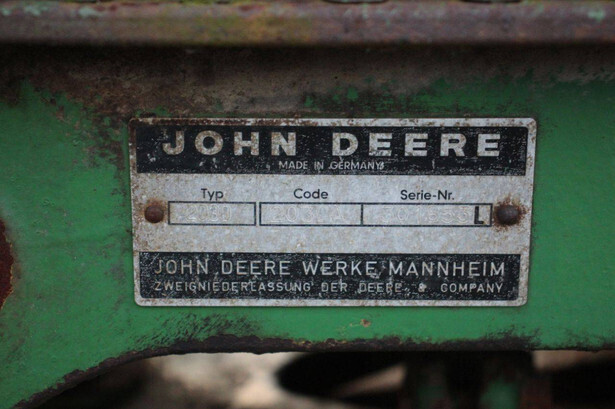 JOHN DEERE
MADE IN GERMANY
Typ Code Serie-Nr.
L
JOHN DEERE WERKE MANNHEIM
ZWEIGNIEDERLASSUNG DER DEERE & COMPANY